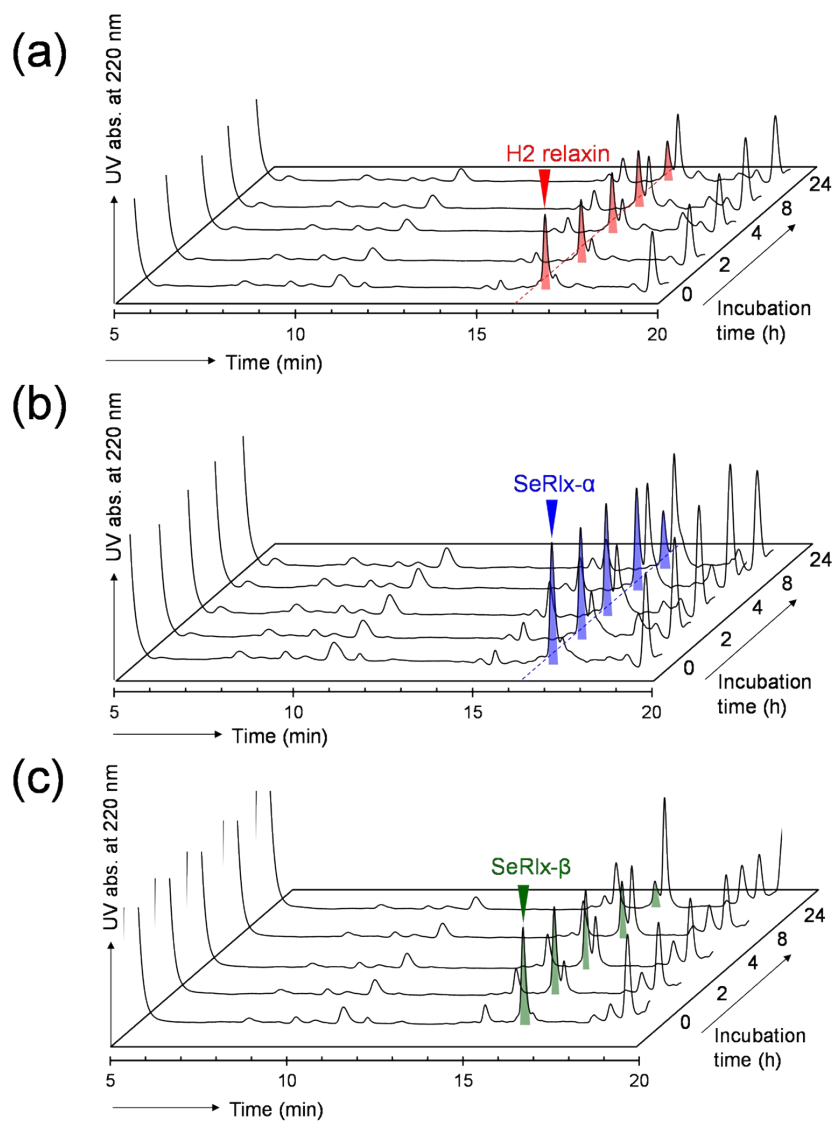 (a)
UV abs. at 220 nm
H2 relaxin
24
8
4
2
0
Incubation
time (h)
5
10
15
20
Time (min)
(b)
UV abs. at 220 nm
SeRlx-α
24
8
4
2
0
Incubation
time (h)
5
10
15
20
Time (min)
(c)
UV abs. at 220 nm
SeRlx-β
24
8
4
2
0
Incubation
time (h)
5
10
15
20
Time (min)